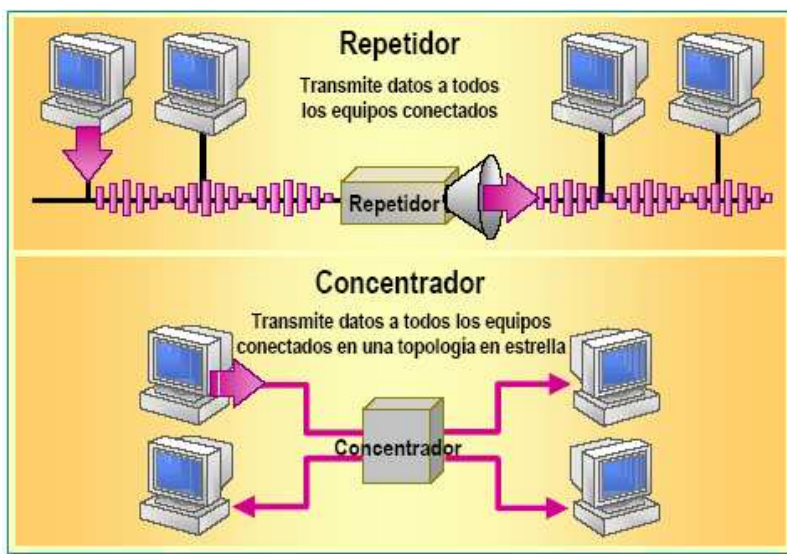 Repetidor
Transmite datos a todos
los equipos conectados
Repetidor
Concentrador
Transmite datos a todos los equipos
conectados en una topología en estrella
Concentrador